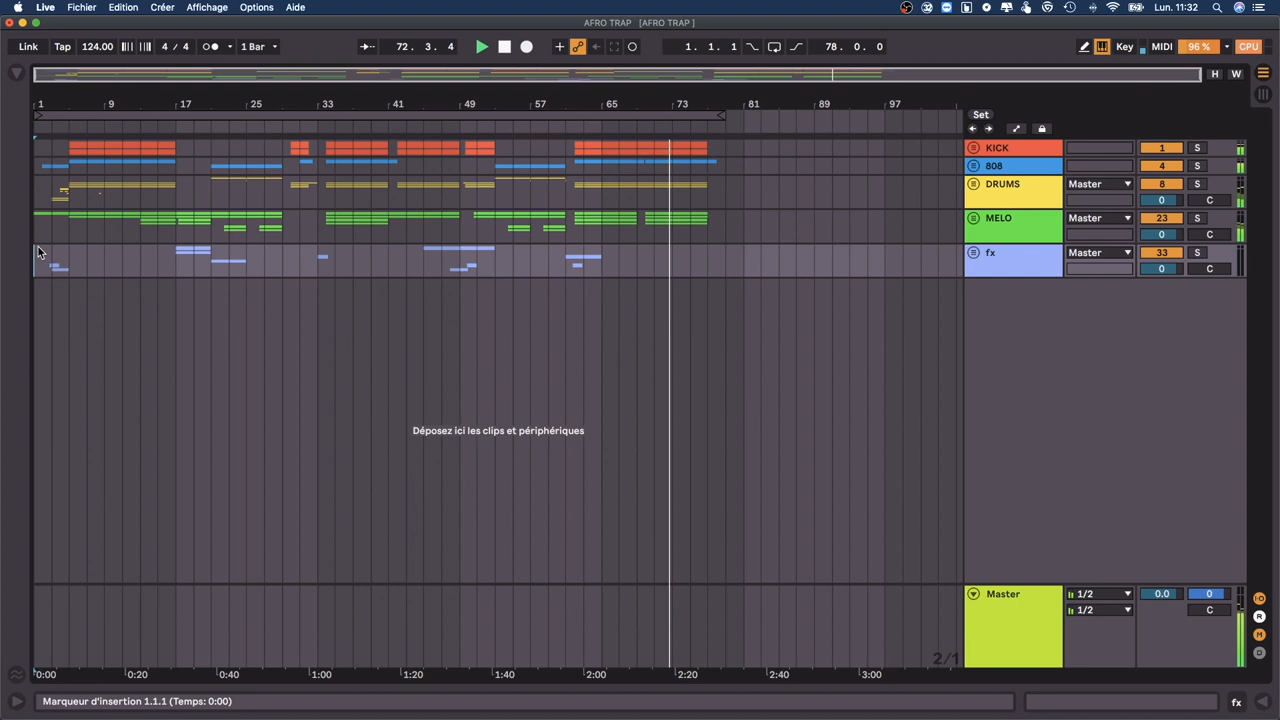 Live Fichier Edition Créer Affichage Options Aide Lun. 11:32
AFRO TRAP [AFRO TRAP ]
Link Tap 124.00 4 / 4 1 Bar 72. 3. 4 1. 1. 1 78. 0. 0 Key MIDI 96 % CPU
H W
1 9 17 25 33 41 49 57 65 73 81 89 97
Set
KICK 1 S
808 4 S
DRUMS Master 8 S
0 C
MELO Master 23 S
0 C
fx Master 33 S
0 C
Déposez ici les clips et périphériques
Master 1/2 0.0 0
1/2 C
I·O
R
M
D
2/1
0:00 0:20 0:40 1:00 1:20 1:40 2:00 2:20 2:40 3:00
Marqueur d'insertion 1.1.1 (Temps: 0:00) fx